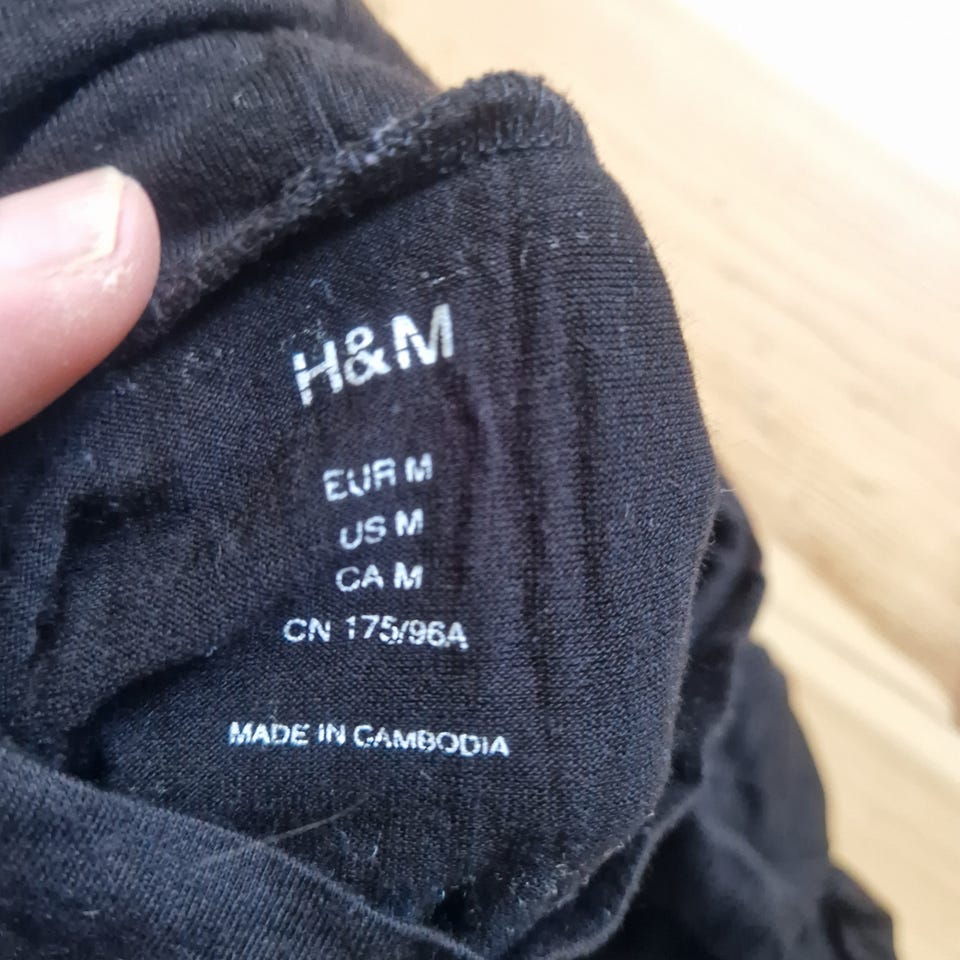 H&M
EUR M
US M
CA M
CN 175/96A
MADE IN CAMBODIA